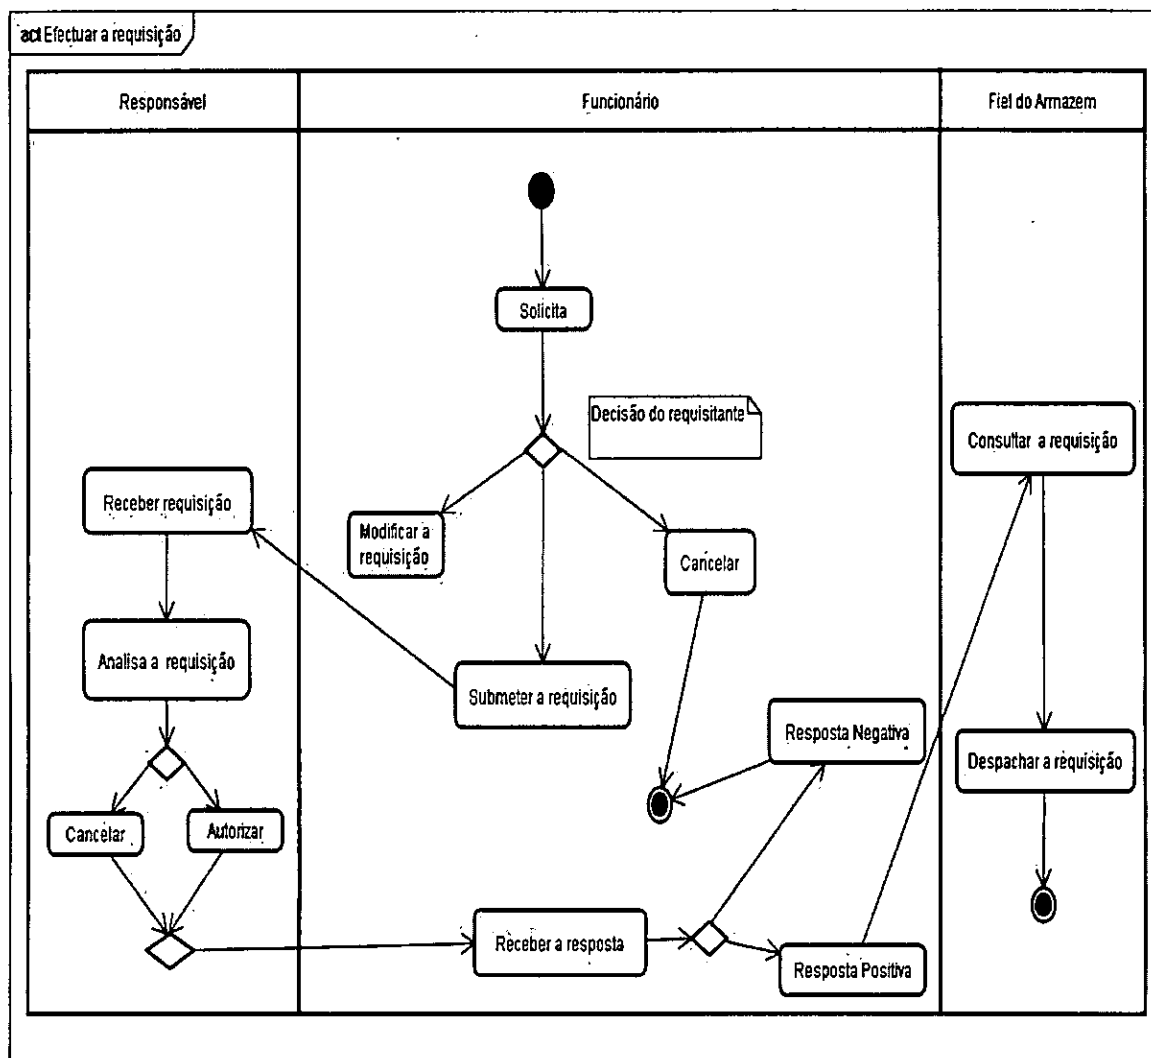 act Efectuar a requisição
Responsável
Funcionário
Fiel do Armazem
Solicita
Decisão do requisitante
Consultar a requisição
Receber requisição
Modificar a
requisição
Cancelar
Analisa a requisição
Submeter a requisição
Resposta Negativa
Despachar a requisição
Cancelar
Autorizar
Receber a resposta
Resposta Positiva